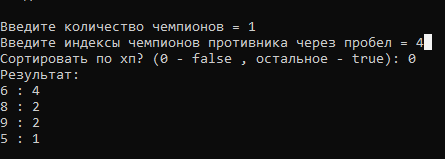 Введите количество чемпионов = 1
Введите индексы чемпионов противника через пробел = 4
Сортировать по хп? (0 - false , остальное - true): 0
Результат:
6 : 4
8 : 2
9 : 2
5 : 1